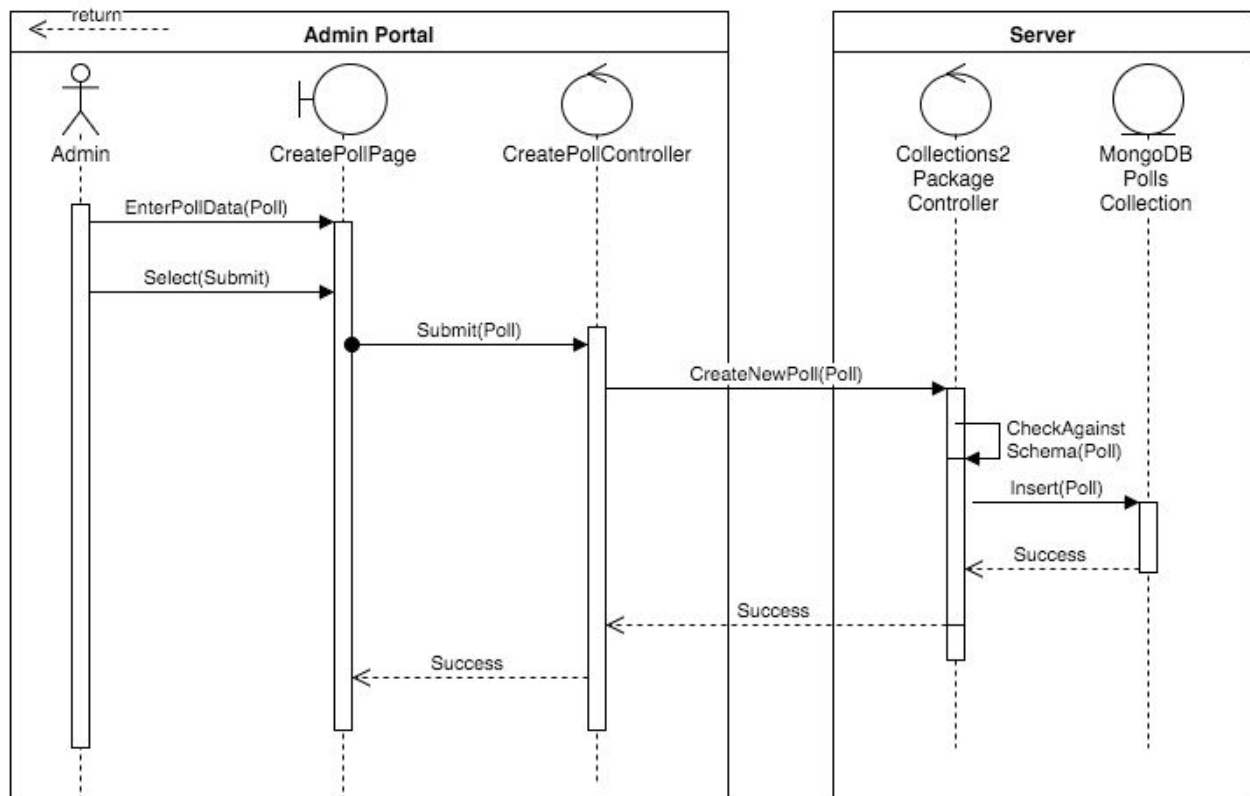 return
Admin Portal
Server
Admin
CreatePollPage
CreatePollController
Collections2
Package
Controller
MongoDB
Polls
Collection
EnterPollData(Poll)
Select(Submit)
Submit(Poll)
CreateNewPoll(Poll)
CheckAgainst
Schema(Poll)
Insert(Poll)
Success
Success
Success